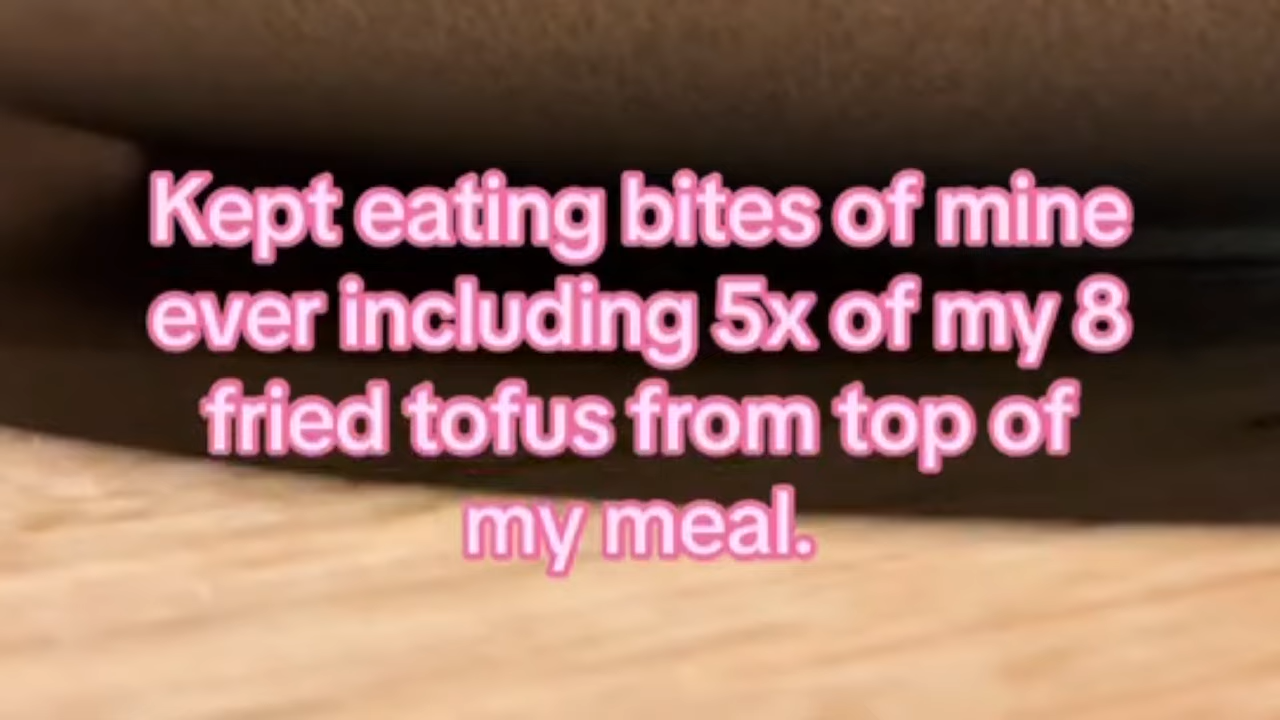 Kept eating bites of mine
ever including 5x of my 8
fried tofus from top of
my meal.